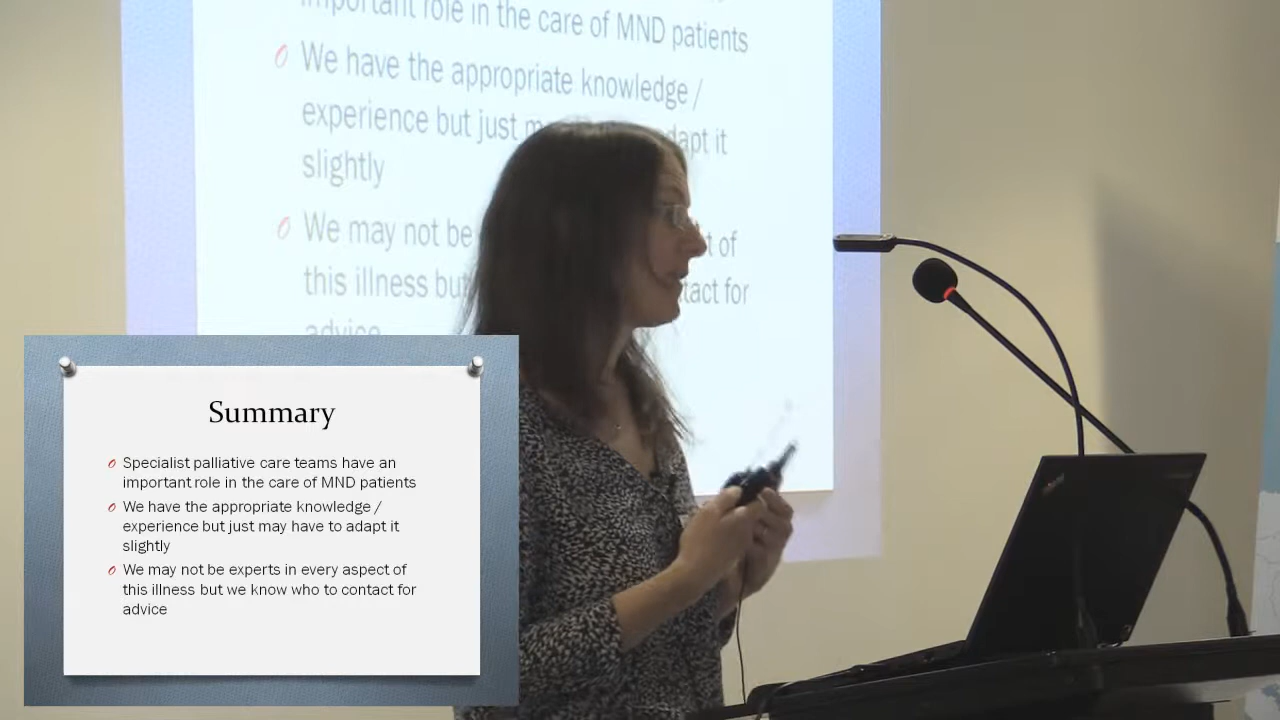 important role in the care of MND patients
We have the appropriate knowledge /
experience but just
dapt it
slightly
We may not be
t of
this illness but
tact for
advice
Summary
Specialist palliative care teams have an
important role in the care of MND patients
We have the appropriate knowledge /
experience but just may have to adapt it
slightly
We may not be experts in every aspect of
this illness but we know who to contact for
advice